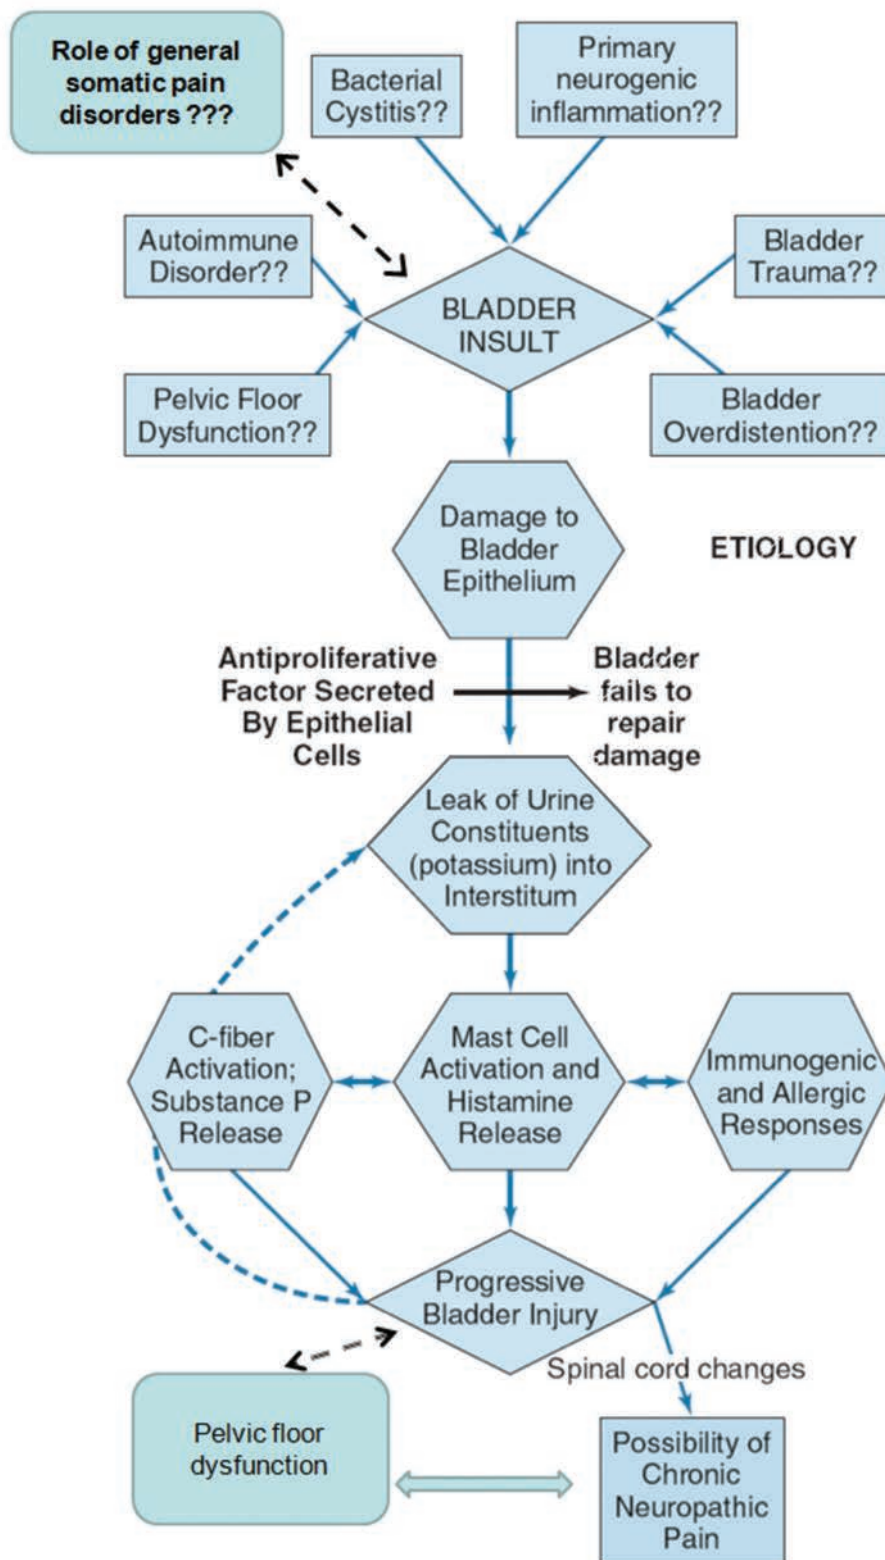 Role of general
somatic pain
disorders ???
Bacterial
Cystitis??
Primary
neurogenic
inflammation??
Autoimmune
Disorder??
Bladder
Trauma??
BLADDER
INSULT
Pelvic Floor
Dysfunction??
Bladder
Overdistention??
Damage to
Bladder
Epithelium
ETIOLOGY
Antiproliferative
Factor Secreted
By Epithelial
Cells
Bladder
fails to
repair
damage
Leak of Urine
Constituents
(potassium) into
Interstitum
C-fiber
Activation;
Substance P
Release
Mast Cell
Activation and
Histamine
Release
Immunogenic
and Allergic
Responses
Progressive
Bladder Injury
Spinal cord changes
Pelvic floor
dysfunction
Possibility of
Chronic
Neuropathic
Pain